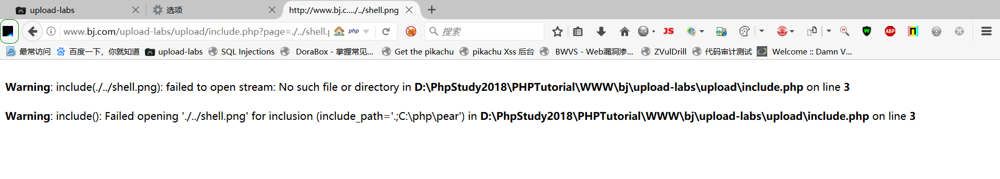 upload-labs
选项
http://www.bj.c..../../shell.png
www.bj.com/upload-labs/upload/include.php?page=./../shell.p
php
搜索
JS
ABP
最常访问
百度一下，你就知道
upload-labs
SQL Injections
DoraBox - 掌握常见...
Get the pikachu
pikachu Xss 后台
BWVS - Web漏洞渗...
ZVulDrill
代码审计测试
Welcome :: Damn V...
Warning: include(./../shell.png): failed to open stream: No such file or directory in D:\PhpStudy2018\PHPTutorial\WWW\bj\upload-labs\upload\include.php on line 3
Warning: include(): Failed opening './../shell.png' for inclusion (include_path='.;C:\php\pear') in D:\PhpStudy2018\PHPTutorial\WWW\bj\upload-labs\upload\include.php on line 3